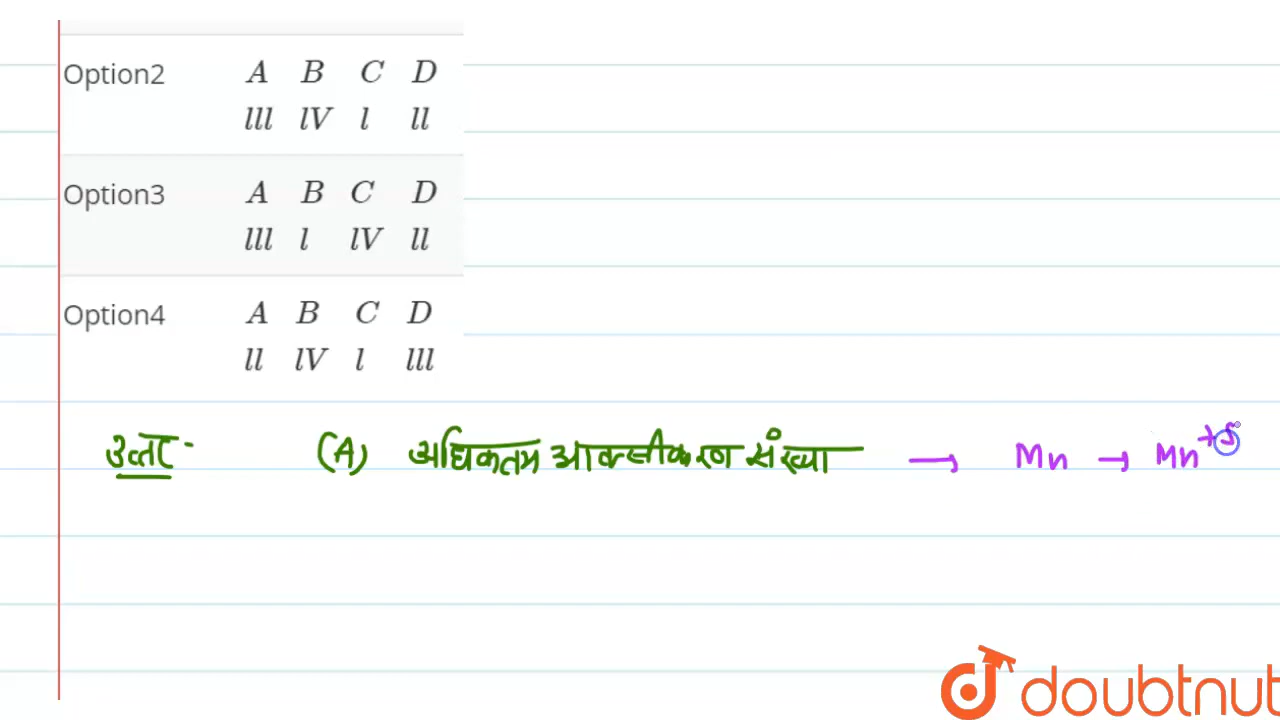 Option2 A B C D
lll lV l ll
Option3 A B C D
lll l lV ll
Option4 A B C D
ll lV l lll
उत्तर - (A) अधिकतम आक्सीकरण संख्या → Mn → Mn+5
doubtnut